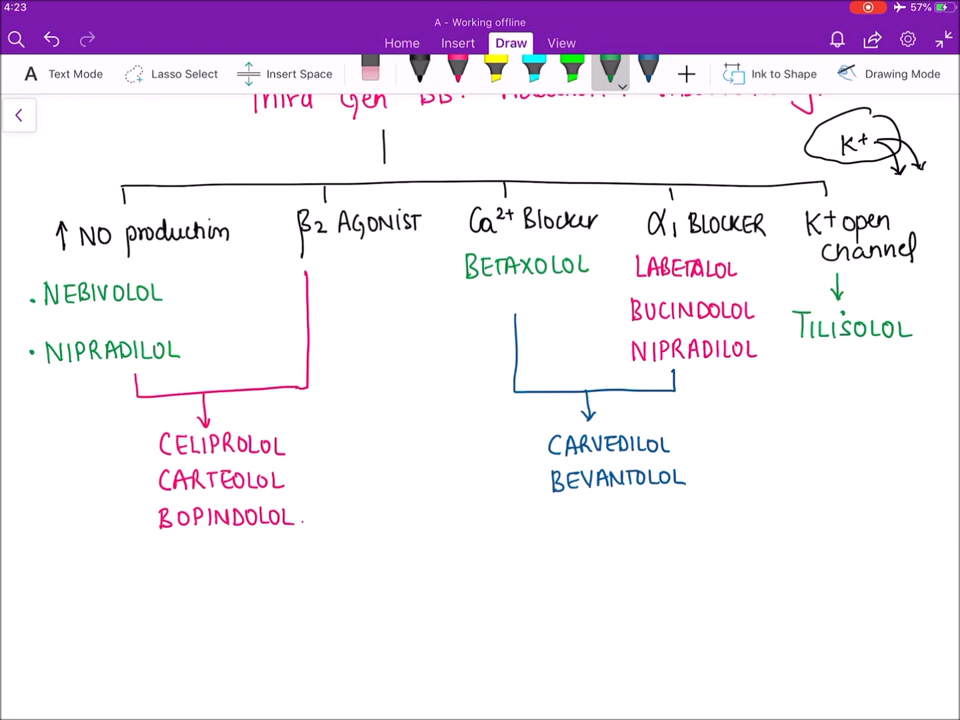 4:23
57%
A - Working offline
Home Insert Draw View
A Text Mode Lasso Select Insert Space Ink to Shape Drawing Mode
Gen BB:
K+
↑ NO production
β2 AGONIST
Ca2+ Blocker
α1 BLOCKER
K+ open channel
• NEBIVOLOL
• NIPRADILOL
BETAXOLOL
LABETALOL
BUCINDOLOL
NIPRADILOL
TILISOLOL
CELIPROLOL
CARTEOLOL
BOPINDOLOL.
CARVEDILOL
BEVANTOLOL